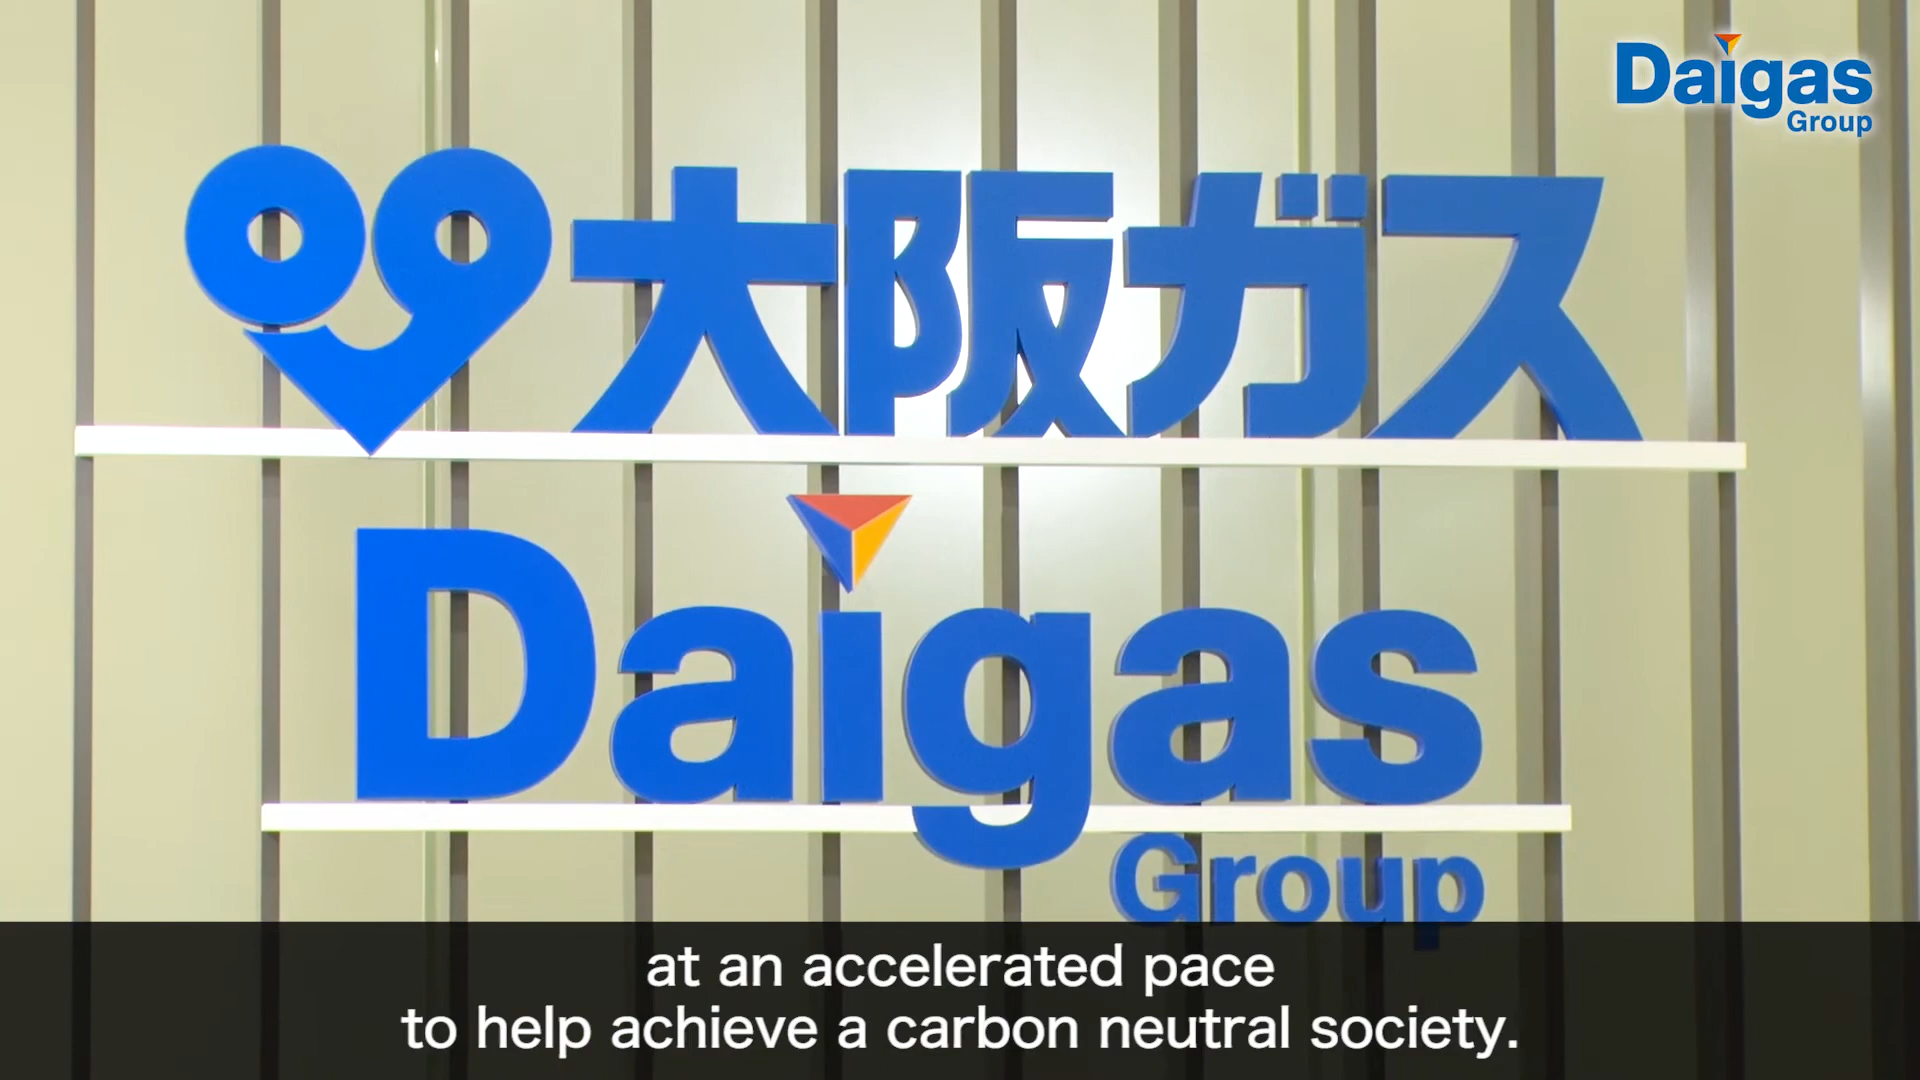 Daigas
Group
大阪ガス
Daigas
Group
at an accelerated pace
to help achieve a carbon neutral society.